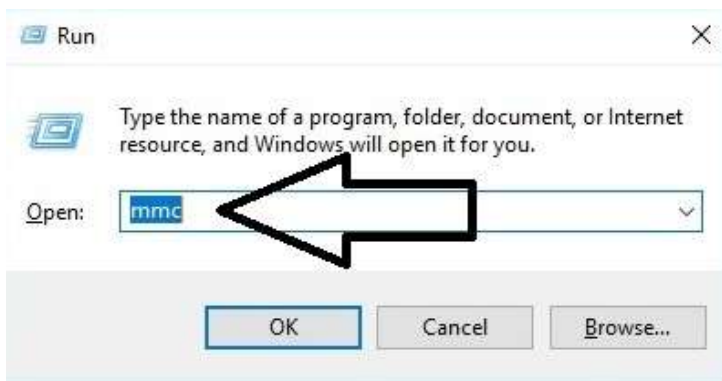 Run
Type the name of a program, folder, document, or Internet
resource, and Windows will open it for you.
Open: mmc
OK Cancel Browse...